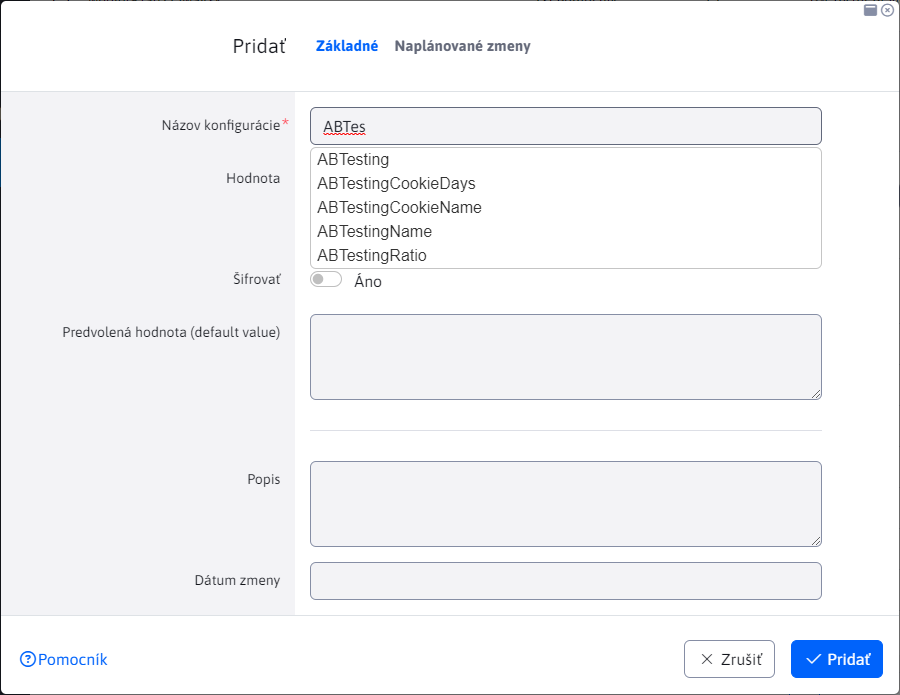 Pridať Základné Naplánované zmeny
Názov konfigurácie* ABTes
ABTesting
Hodnota ABTestingCookieDays
ABTestingCookieName
ABTestingName
ABTestingRatio
Šifrovať Áno
Predvolená hodnota (default value)
Popis
Dátum zmeny
Pomocník Zrušiť Pridať